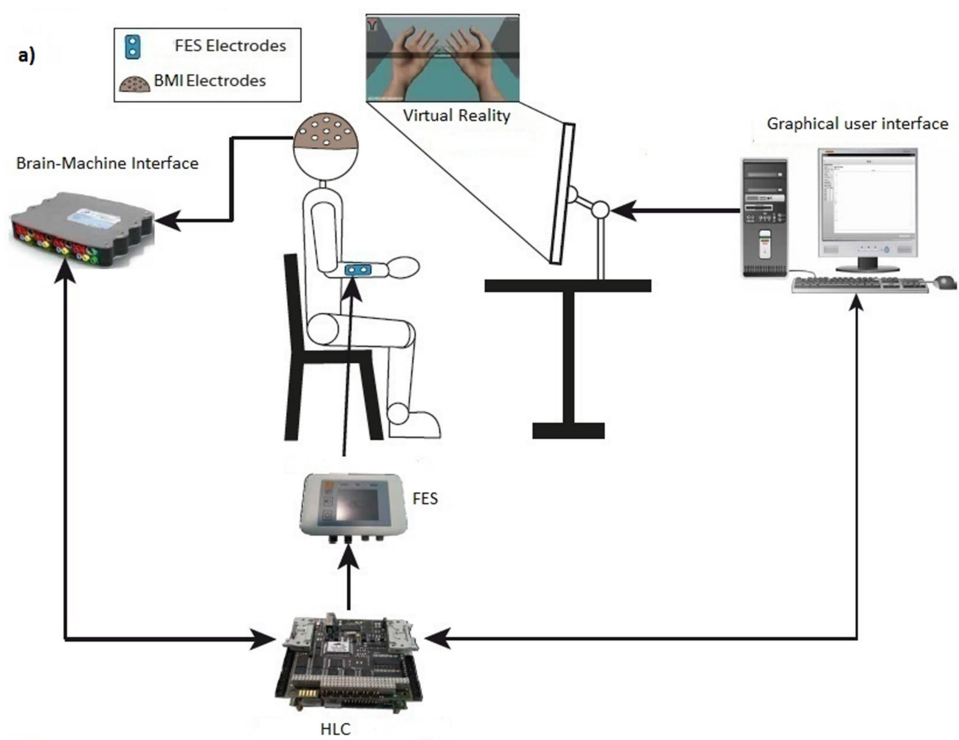 a)
FES Electrodes
BMI Electrodes
Virtual Reality
Graphical user interface
Brain-Machine Interface
FES
HLC